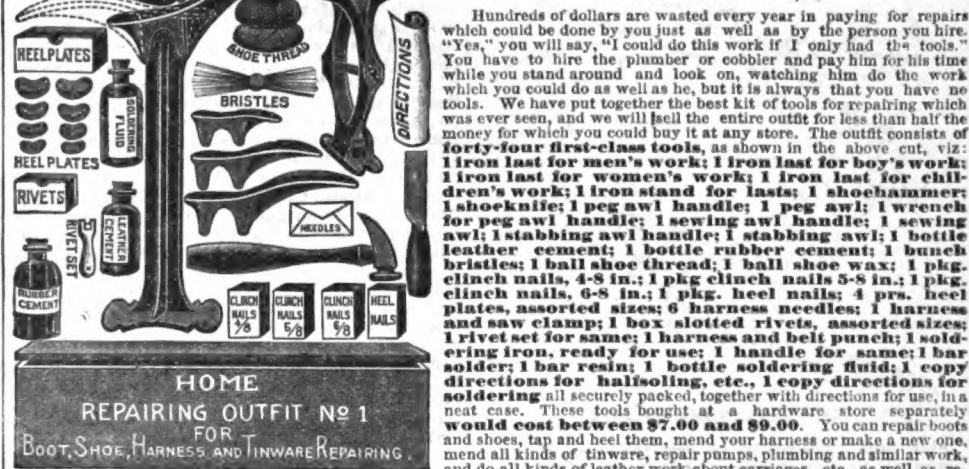 HEEL PLATES
SOLDRING
FLUID
SHOE THREAD
BRISTLES
DIRECTIONS
HEEL PLATES
RIVETS
LEATHER
CEMENT
RIVET SET
NEEDLES
RUBBER
CEMENT
CLINCH
NAILS
4/8
CLINCH
NAILS
5/8
CLINCH
NAILS
6/8
HEEL
NAILS
HOME
REPAIRING OUTFIT No 1
FOR
BOOT, SHOE, HARNESS AND TINWARE REPAIRING.
Hundreds of dollars are wasted every year in paying for repairs
which could be done by you just as well as by the person you hire.
"Yes," you will say, "I could do this work if I only had the tools."
You have to hire the plumber or cobbler and pay him for his time
while you stand around and look on, watching him do the work
which you could do as well as he, but it is always that you have no
tools. We have put together the best kit of tools for repairing which
was ever seen, and we will sell the entire outfit for less than half the
money for which you could buy it at any store. The outfit consists of
forty-four first-class tools, as shown in the above cut, viz:
1 iron last for men's work; 1 iron last for boy's work;
1 iron last for women's work; 1 iron last for chil-
dren's work; 1 iron stand for lasts; 1 shoehammer;
1 shoeknife; 1 peg awl handle; 1 peg awl; 1 wrench
for peg awl handle; 1 sewing awl handle; 1 sewing
awl; 1 stabbing awl handle; 1 stabbing awl; 1 bottle
leather cement; 1 bottle rubber cement; 1 bunch
bristles; 1 ball shoe thread; 1 ball shoe wax; 1 pkg.
clinch nails, 4-8 in.; 1 pkg clinch nails 5-8 in.; 1 pkg.
clinch nails, 6-8 in.; 1 pkg. heel nails; 4 prs. heel
plates, assorted sizes; 6 harness needles; 1 harness
and saw clamp; 1 box slotted rivets, assorted sizes;
1 rivet set for same; 1 harness and belt punch; 1 sold-
ering iron, ready for use; 1 handle for same; 1 bar
solder; 1 bar resin; 1 bottle soldering fluid; 1 copy
directions for halfsoling, etc., 1 copy directions for
soldering all securely packed, together with directions for use, in a
neat case. These tools bought at a hardware store separately
would cost between $7.00 and $9.00. You can repair boots
and shoes, tap and heel them, mend your harness or make a new one,
mend all kinds of tinware, repair pumps, plumbing and similar work,
and do all kinds of leather work about carriages, etc., as well as